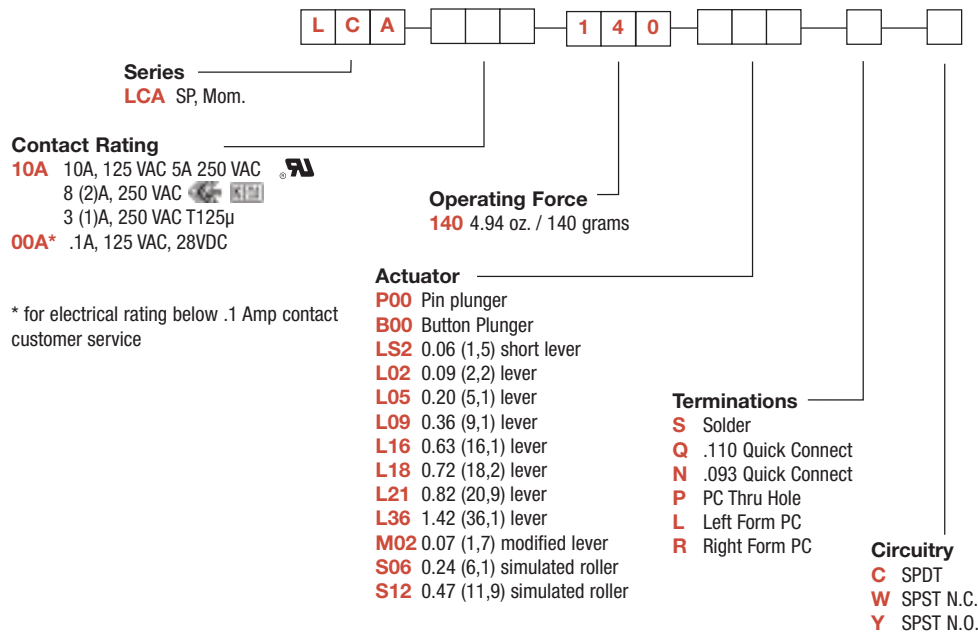 L C A 1 4 0
Series
LCA SP, Mom.
Contact Rating
10A 10A, 125 VAC 5A 250 VAC
8 (2)A, 250 VAC
3 (1)A, 250 VAC T125µ
00A* .1A, 125 VAC, 28VDC
* for electrical rating below .1 Amp contact
customer service
Operating Force
140 4.94 oz. / 140 grams
Actuator
P00 Pin plunger
B00 Button Plunger
LS2 0.06 (1,5) short lever
L02 0.09 (2,2) lever
L05 0.20 (5,1) lever
L09 0.36 (9,1) lever
L16 0.63 (16,1) lever
L18 0.72 (18,2) lever
L21 0.82 (20,9) lever
L36 1.42 (36,1) lever
M02 0.07 (1,7) modified lever
S06 0.24 (6,1) simulated roller
S12 0.47 (11,9) simulated roller
Terminations
S Solder
Q .110 Quick Connect
N .093 Quick Connect
P PC Thru Hole
L Left Form PC
R Right Form PC
Circuitry
C SPDT
W SPST N.C.
Y SPST N.O.